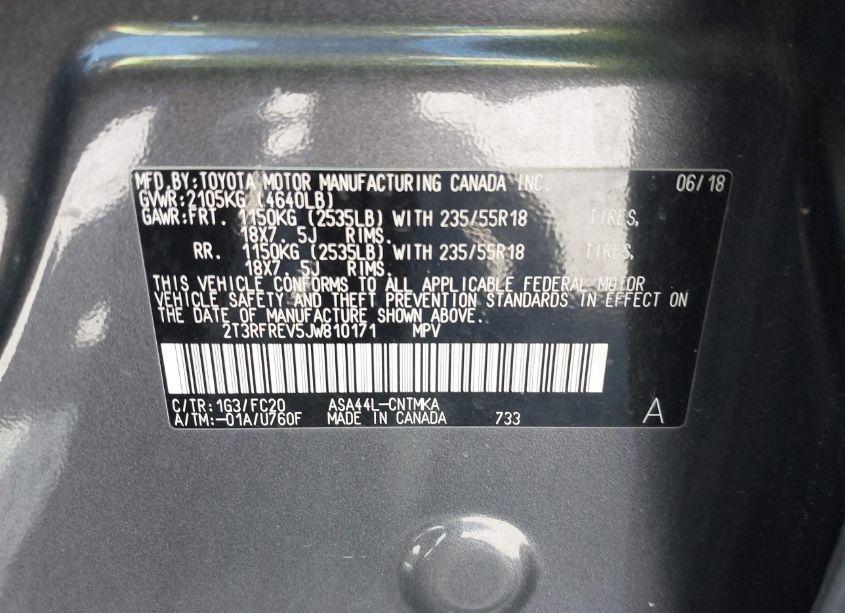 MFD.BY:TOYOTA MOTOR MANUFACTURING CANADA INC. 06/18
GVWR:2105KG (4640LB)
GAWR:FRT. 1150KG (2535LB) WITH 235/55R18 TIRES,
18X7. 5J RIMS.
RR. 1150KG (2535LB) WITH 235/55R18 TIRES,
18X7. 5J RIMS.
THIS VEHICLE CONFORMS TO ALL APPLICABLE FEDERAL MOTOR
VEHICLE SAFETY AND THEFT PREVENTION STANDARDS IN EFFECT ON
THE DATE OF MANUFACTURE SHOWN ABOVE.
2T3RFREV5JW810171 MPV
C/TR:1G3/FC20 ASA44L-CNTMKA
A/TM:-01A/U760F MADE IN CANADA 733 A